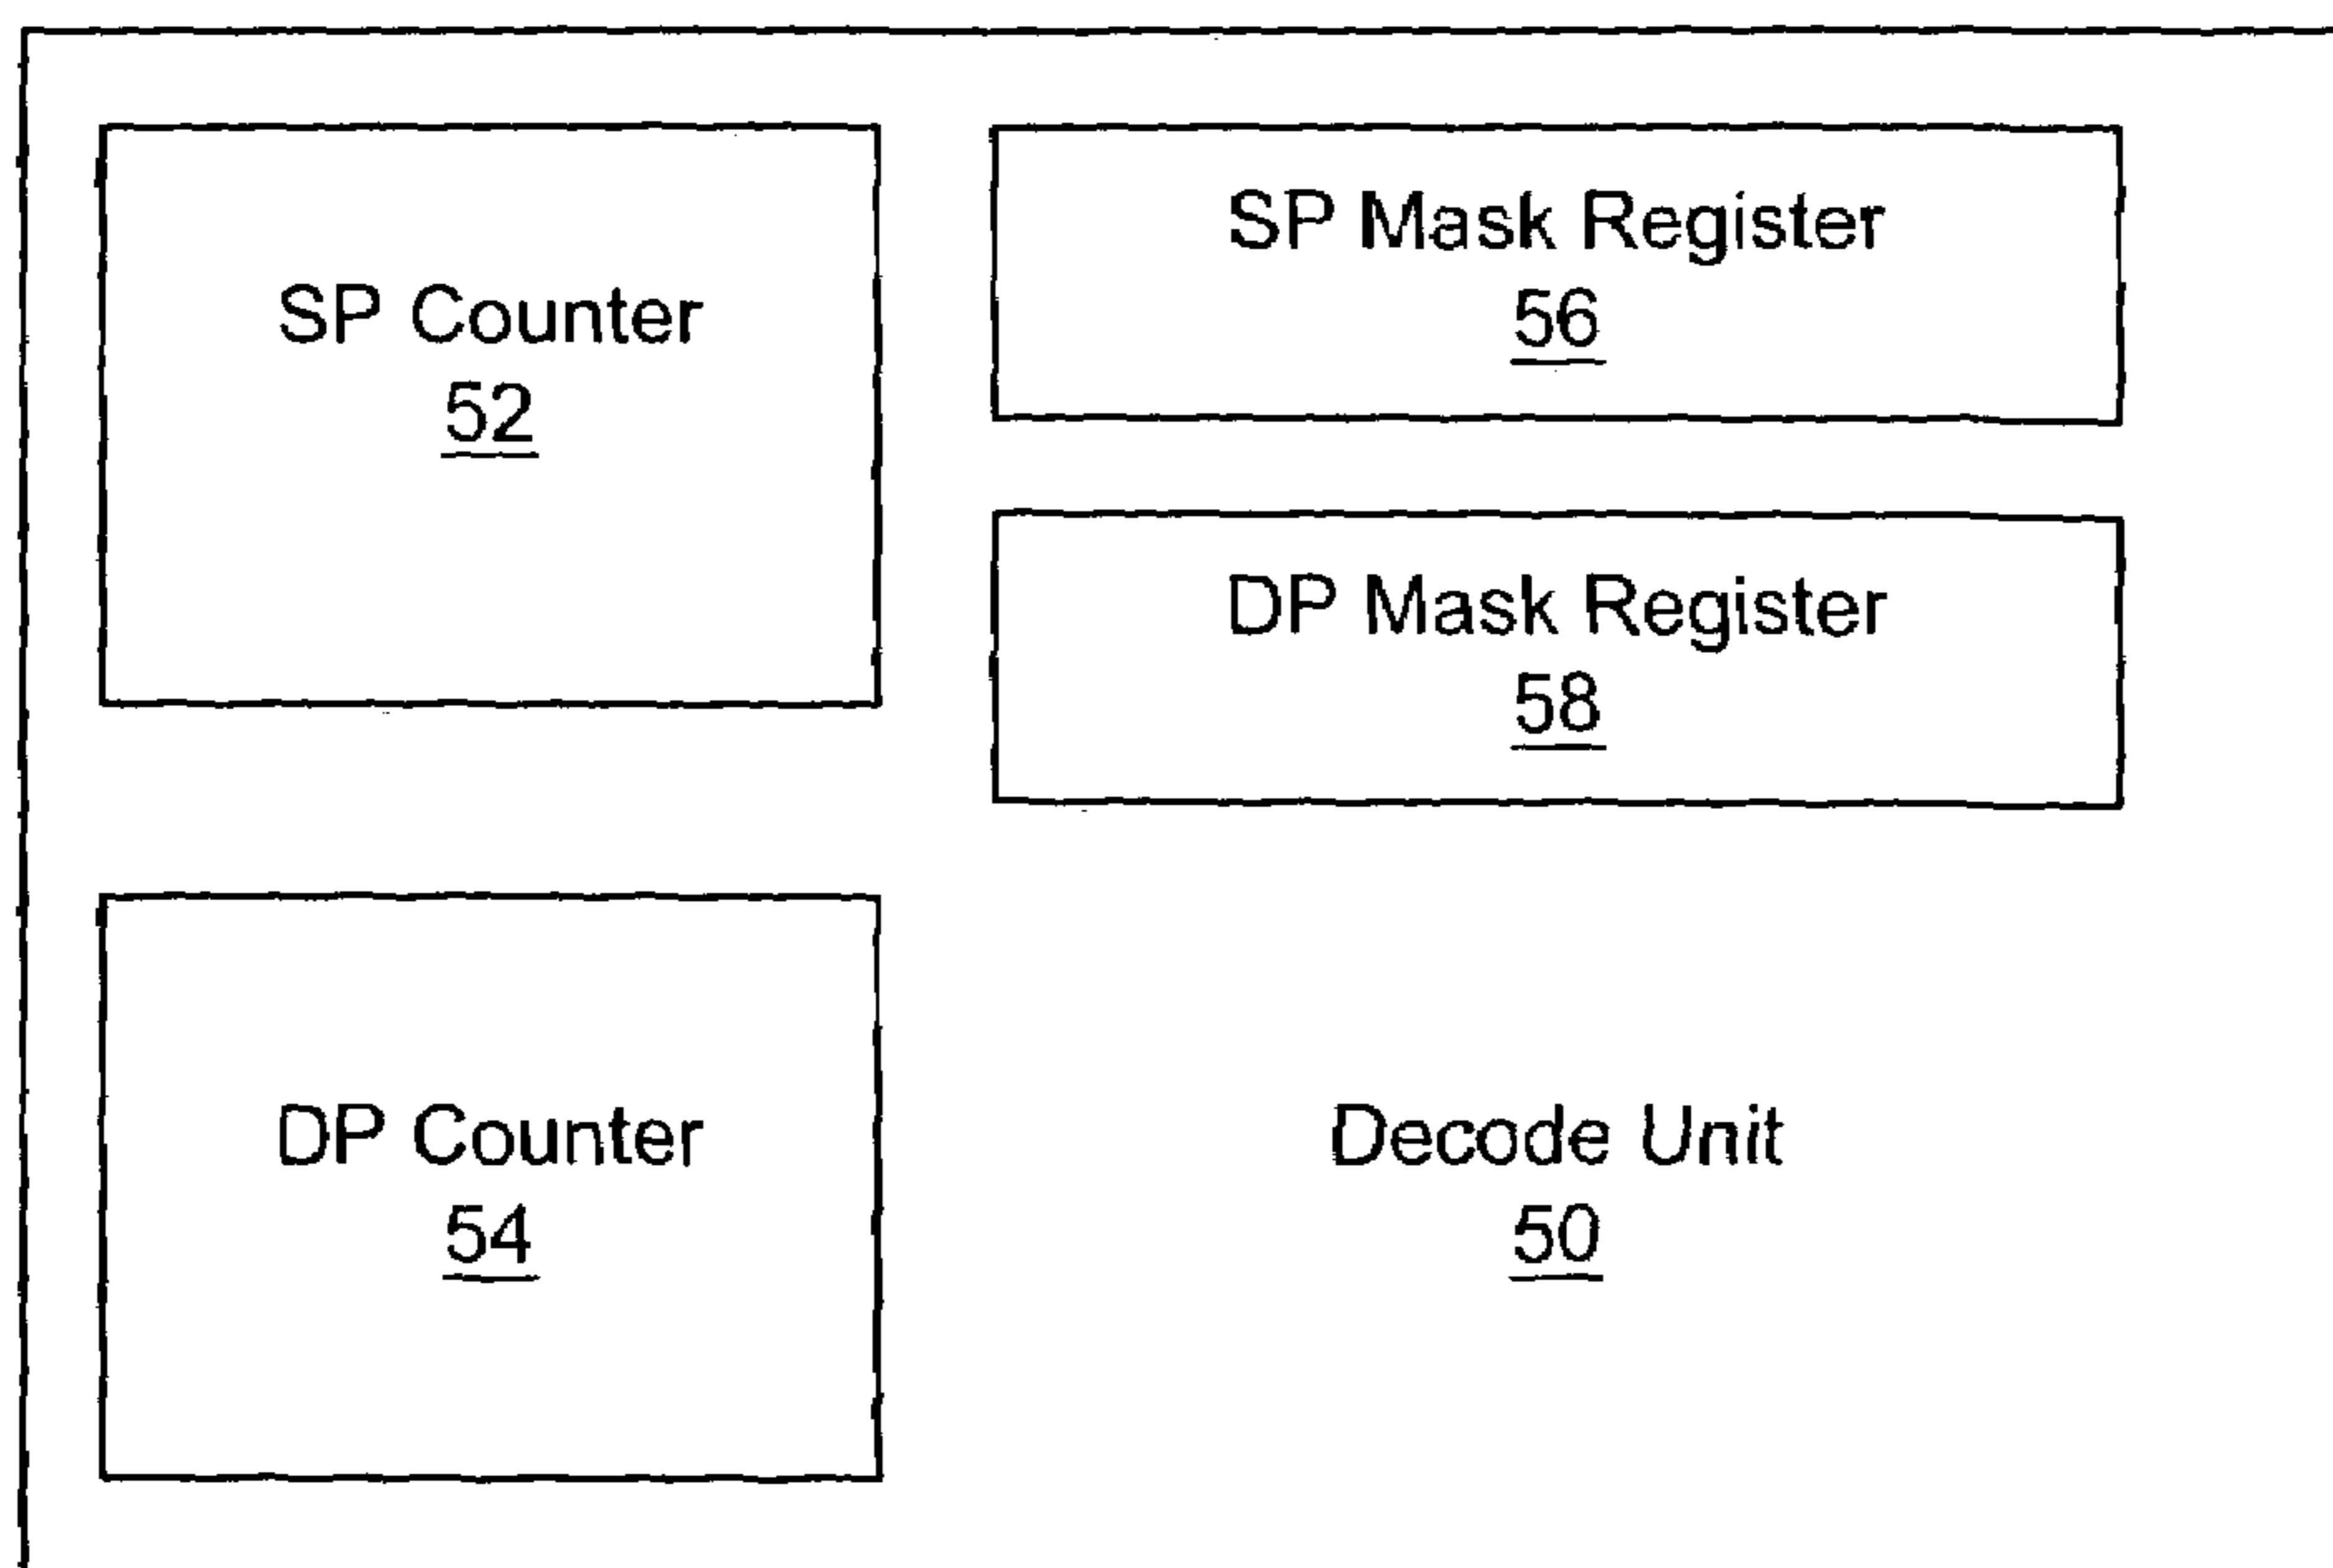 SP Counter
52
SP Mask Register
56
DP Mask Register
58
DP Counter
54
Decode Unit
50